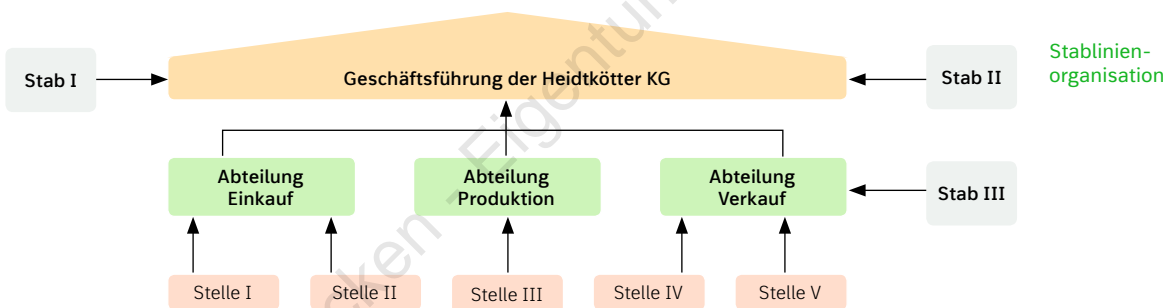 Stab I
Geschäftsführung der Heidtkötter KG
Stab II
Stablinien-
organisation
Abteilung
Einkauf
Abteilung
Produktion
Abteilung
Verkauf
Stab III
Stelle I
Stelle II
Stelle III
Stelle IV
Stelle V